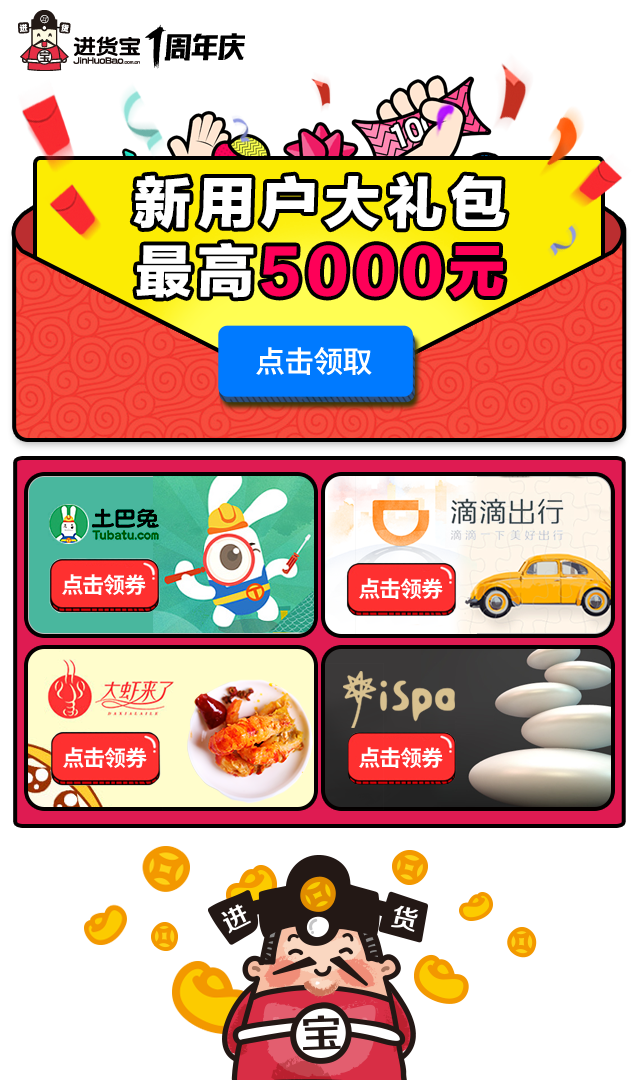 进 货
宝
进货宝 1周年庆
JinHuoBao.com.cn
10
新用户大礼包
最高5000元
点击领取
土巴兔
Tubatu.com
点击领券
滴滴出行
滴滴一下 美好出行
点击领券
大虾来了
点击领券
iSpa
点击领券
进 货
宝